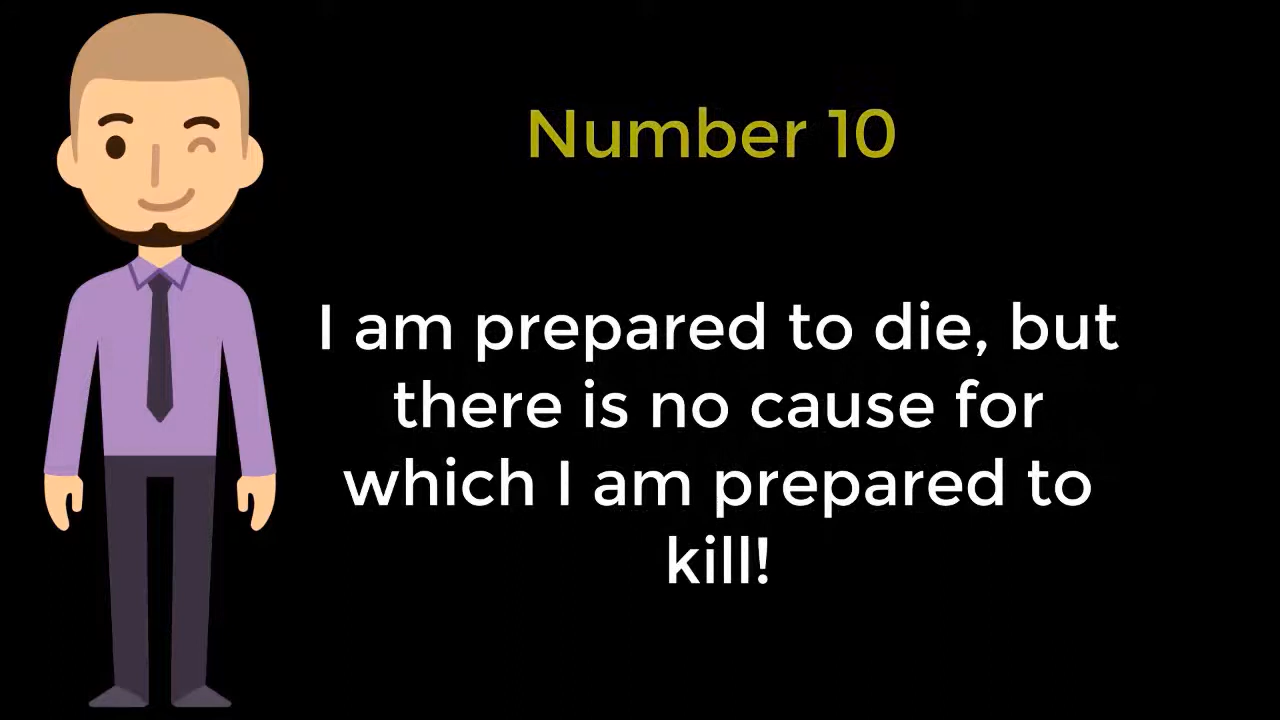 Number 10
I am prepared to die, but
there is no cause for
which I am prepared to
kill!